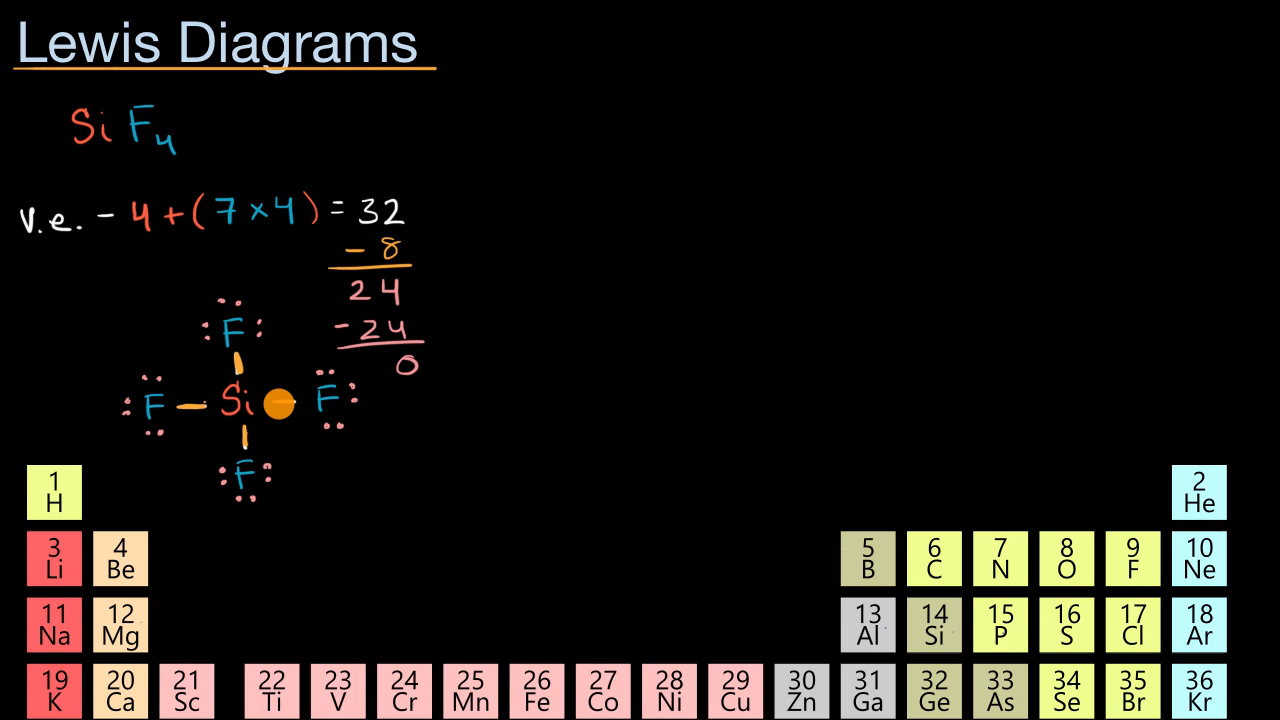 Lewis Diagrams
Si F4
v.e. - 4 + ( 7 × 4 ) = 32
- 8
24
- 24
0
F
F Si F
F
1 2
H He
3 4 5 6 7 8 9 10
Li Be B C N O F Ne
11 12 13 14 15 16 17 18
Na Mg Al Si P S Cl Ar
19 20 21 22 23 24 25 26 27 28 29 30 31 32 33 34 35 36
K Ca Sc Ti V Cr Mn Fe Co Ni Cu Zn Ga Ge As Se Br Kr